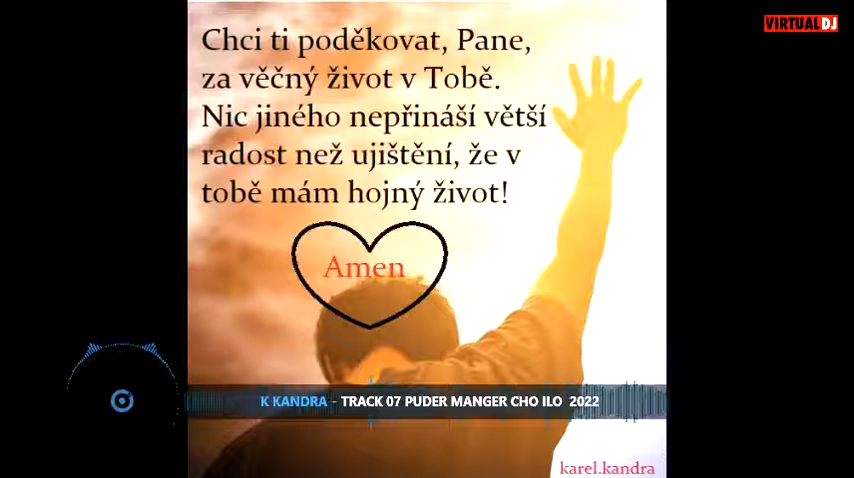 VIRTUAL DJ
Chci ti poděkovat, Pane,
za věčný život v Tobě.
Nic jiného nepřináší větší
radost než ujištění, že v
tobě mám hojný život!
Amen
K KANDRA - TRACK 07 PUDER MANGER CHO ILO 2022
karel.kandra